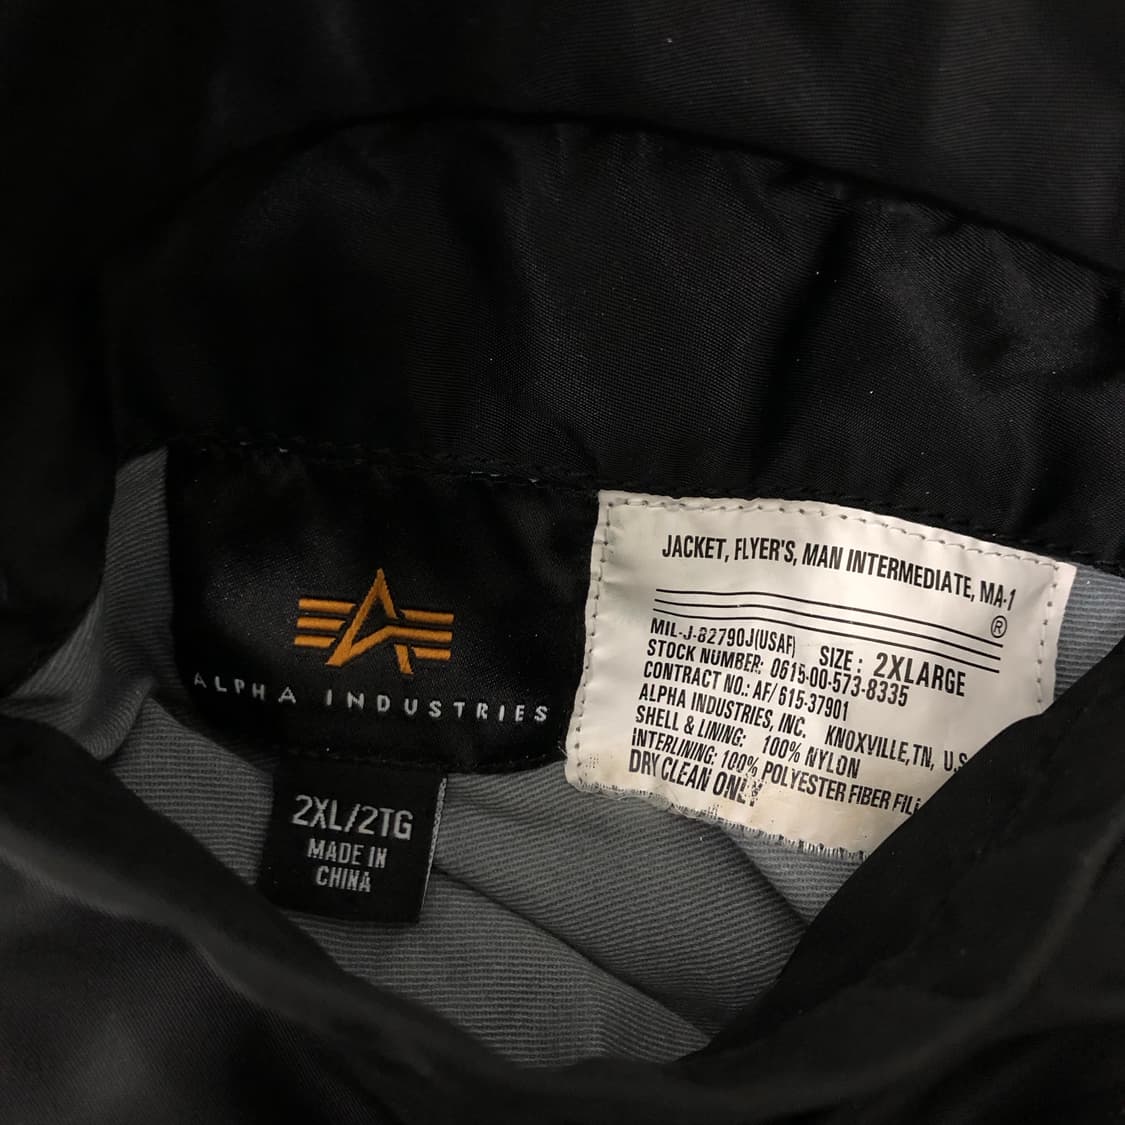 ALPHA INDUSTRIES
2XL/2TG
MADE IN
CHINA
JACKET, FLYER'S, MAN INTERMEDIATE, MA-1
®
MIL-J-82790J(USAF) SIZE: 2XLARGE
STOCK NUMBER: 0615-00-573-8335
CONTRACT NO.: AF/615-37901
ALPHA INDUSTRIES, INC. KNOXVILLE,TN, U.S
SHELL & LINING: 100% NYLON
INTERLINING: 100% POLYESTER FIBER
DRY CLEAN ONLY